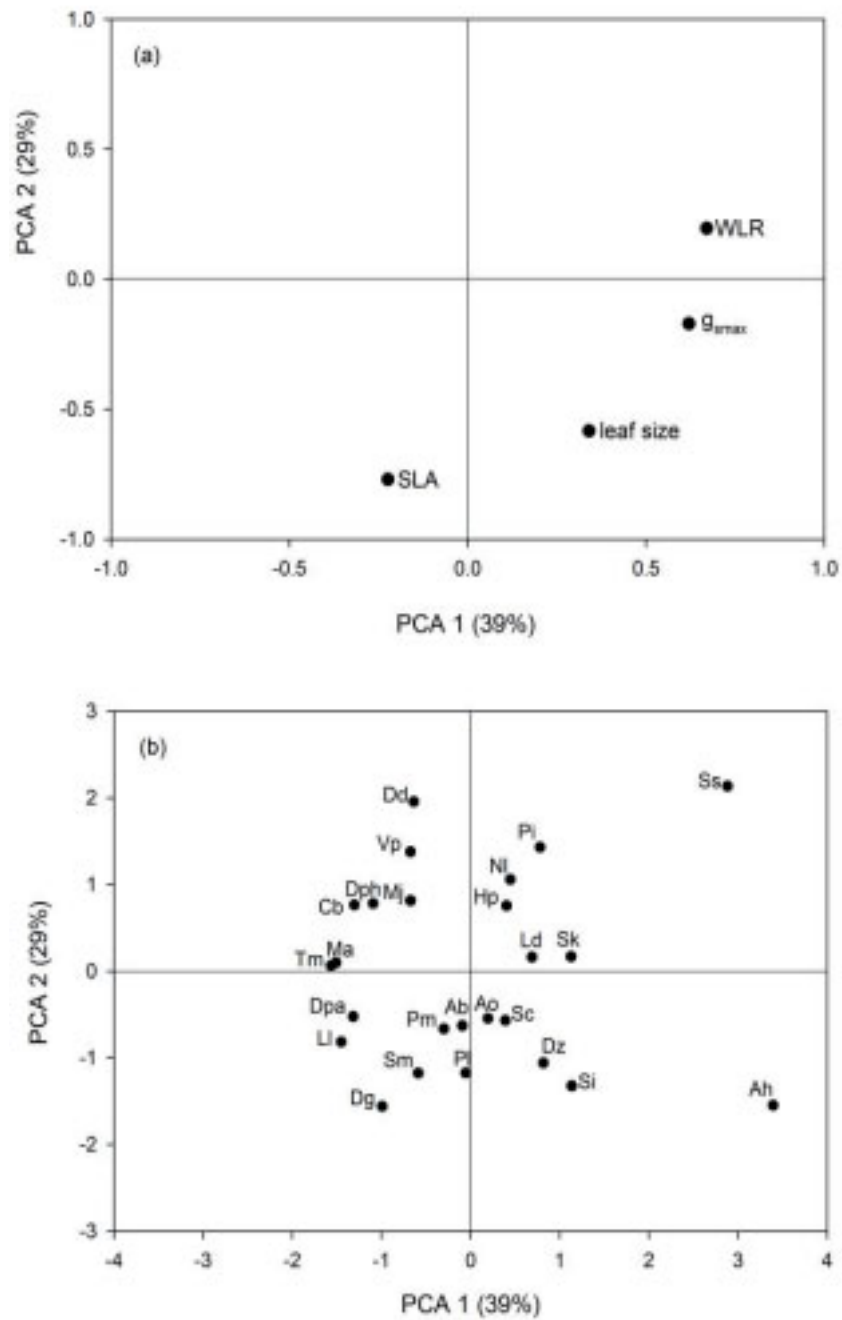 (a)
PCA 2 (29%)
1.0
0.5
0.0
-0.5
-1.0
WLR
gsmax
leaf size
SLA
-1.0 -0.5 0.0 0.5 1.0
PCA 1 (39%)
(b)
PCA 2 (29%)
3
2
1
0
-1
-2
-3
Ss
Dd
Pi
Vp
Nl
Dph Mj
Cb
Hp
Ld Sk
Ma
Tm
Dpa
Pm Ab Ao Sc
Ll
Sm Pl Dz
Si
Dg
Ah
-4 -3 -2 -1 0 1 2 3 4
PCA 1 (39%)